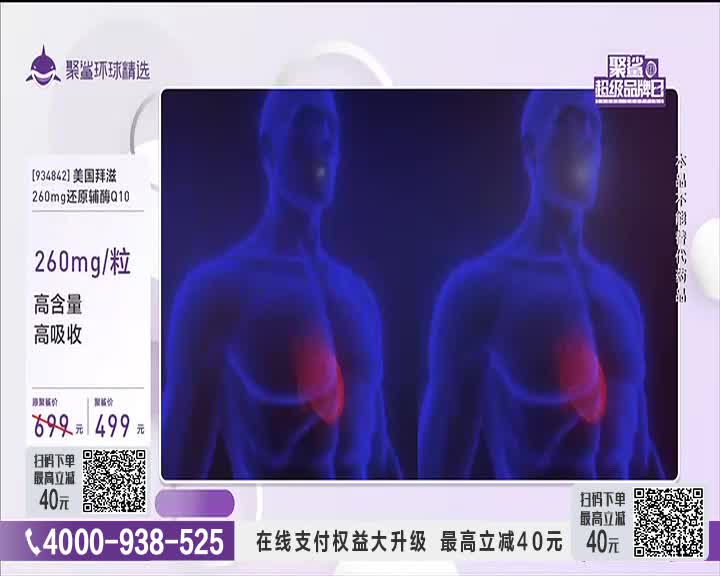 聚鲨环球精选
聚鲨
超级品牌日
[934842] 美国拜滋
260mg还原辅酶Q10
260mg/粒
高含量
高吸收
原聚鲨价
聚鲨价
699元
499元
本品不能替代药品
扫码下单
最高立减
40元
4000-938-525
在线支付权益大升级 最高立减40元
扫码下单
最高立减
40元